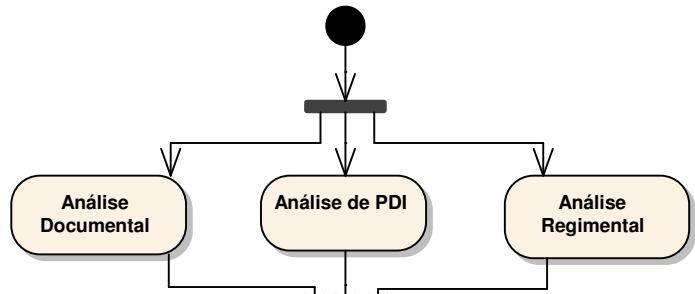 Análise
Documental
Análise de PDI
Análise
Regimental